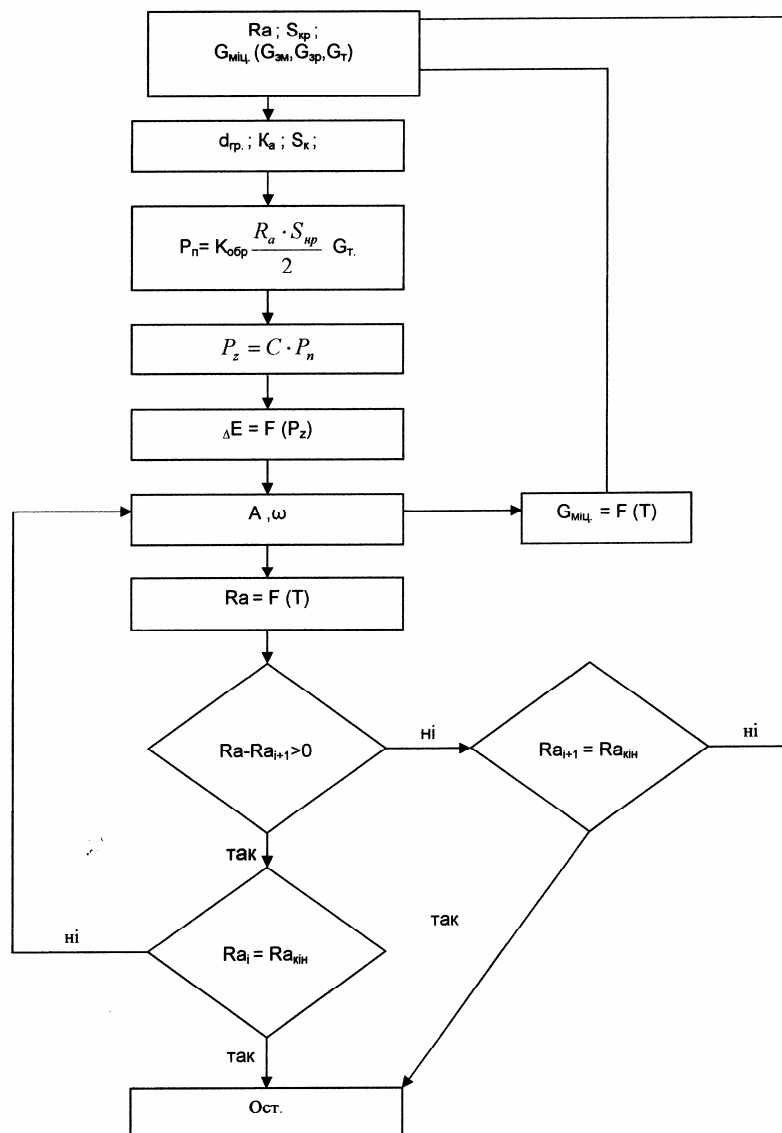 Ra ; Sкр ;
Gміц. (Gзм,Gзр,Gт)
dгр. ; Ка ; Sк ;
Pп= Kобр (Ra · Sнр)/2 Gт.
Pz = C · Pn
ΔE = F (Pz)
A ,ω
Gміц. = F (T)
Ra = F (T)
Ra-Rai+1>0
ні
Rai+1 = Raкін
ні
так
так
ні
Rai = Raкін
так
Ост.